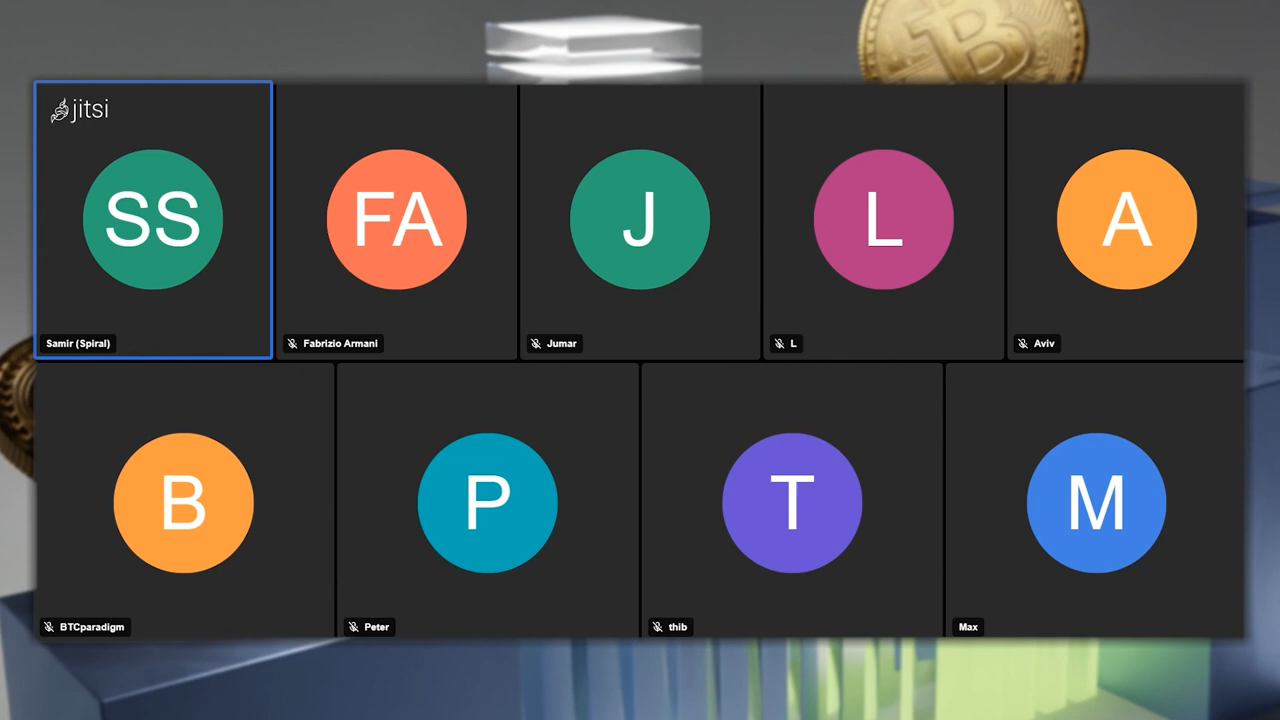 jitsi
SS
FA
J
L
A
Samir (Spiral)
Fabrizio Armani
Jumar
L
Aviv
B
P
T
M
BTCparadigm
Peter
thib
Max